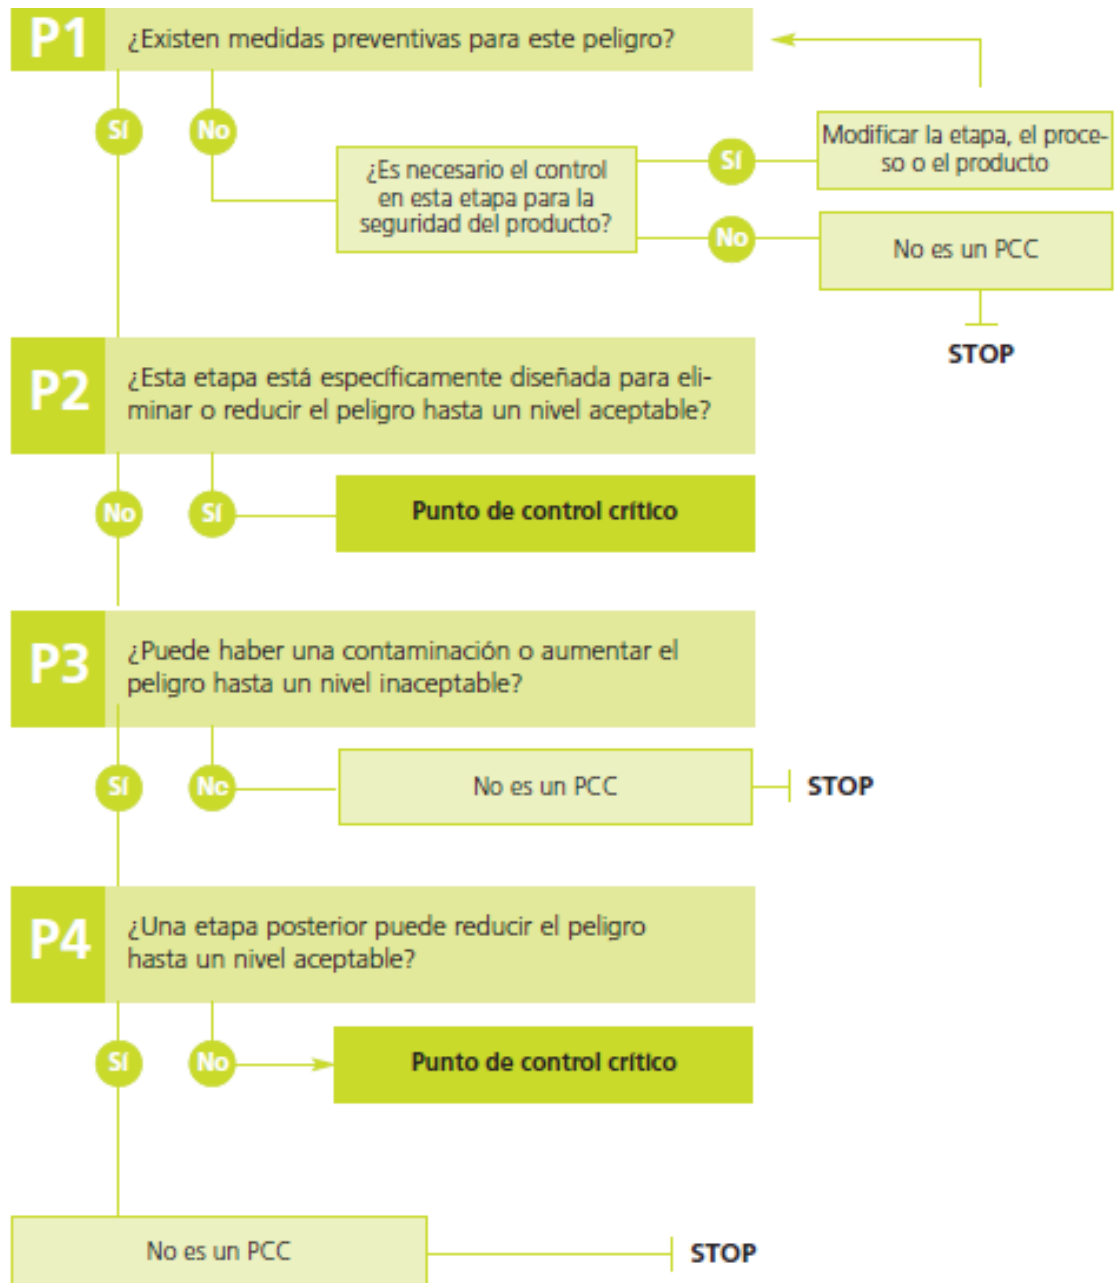 P1
¿Existen medidas preventivas para este peligro?
Sí
No
¿Es necesario el control
en esta etapa para la
seguridad del producto?
Sí
Modificar la etapa, el proce-
so o el producto
No
No es un PCC
STOP
P2
¿Esta etapa está específicamente diseñada para eli-
minar o reducir el peligro hasta un nivel aceptable?
No
Sí
Punto de control crítico
P3
¿Puede haber una contaminación o aumentar el
peligro hasta un nivel inaceptable?
Sí
No
No es un PCC
STOP
P4
¿Una etapa posterior puede reducir el peligro
hasta un nivel aceptable?
Sí
No
Punto de control crítico
No es un PCC
STOP